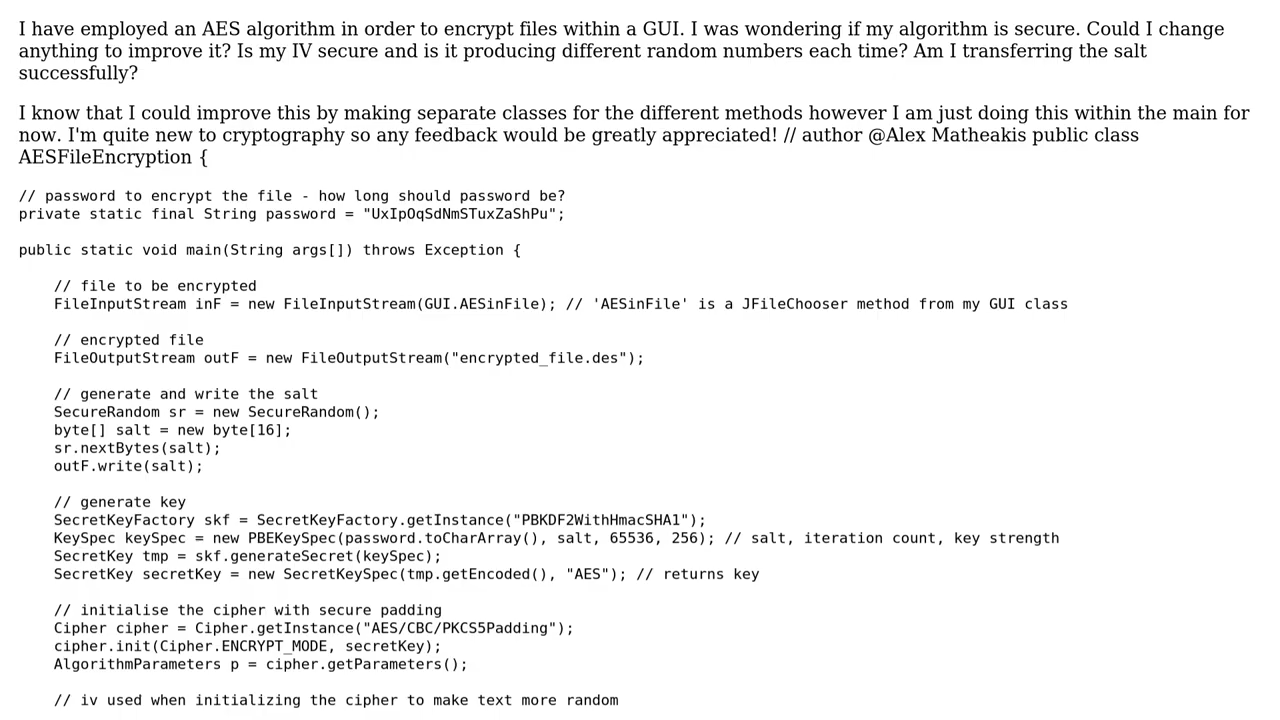 I have employed an AES algorithm in order to encrypt files within a GUI. I was wondering if my algorithm is secure. Could I change
anything to improve it? Is my IV secure and is it producing different random numbers each time? Am I transferring the salt
successfully?
I know that I could improve this by making separate classes for the different methods however I am just doing this within the main for
now. I'm quite new to cryptography so any feedback would be greatly appreciated! // author @Alex Matheakis public class
AESFileEncryption {
// password to encrypt the file - how long should password be?
private static final String password = "UxIpOqSdNmSTuxZaShPu";
public static void main(String args[]) throws Exception {
// file to be encrypted
FileInputStream inF = new FileInputStream(GUI.AESinFile); // 'AESinFile' is a JFileChooser method from my GUI class
// encrypted file
FileOutputStream outF = new FileOutputStream("encrypted_file.des");
// generate and write the salt
SecureRandom sr = new SecureRandom();
byte[] salt = new byte[16];
sr.nextBytes(salt);
outF.write(salt);
// generate key
SecretKeyFactory skf = SecretKeyFactory.getInstance("PBKDF2WithHmacSHA1");
KeySpec keySpec = new PBEKeySpec(password.toCharArray(), salt, 65536, 256); // salt, iteration count, key strength
SecretKey tmp = skf.generateSecret(keySpec);
SecretKey secretKey = new SecretKeySpec(tmp.getEncoded(), "AES"); // returns key
// initialise the cipher with secure padding
Cipher cipher = Cipher.getInstance("AES/CBC/PKCS5Padding");
cipher.init(Cipher.ENCRYPT_MODE, secretKey);
AlgorithmParameters p = cipher.getParameters();
// iv used when initializing the cipher to make text more random